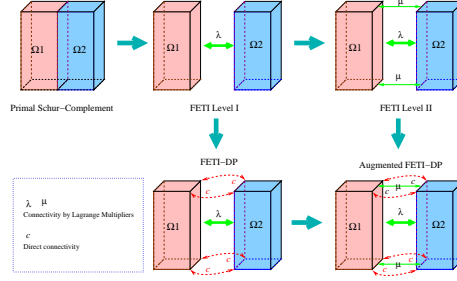 μ
Ω1 Ω2
Ω1 λ Ω2
Ω1 λ Ω2
μ
Primal Schur-Complement
FETI Level I
FETI Level II
FETI-DP
Augmented FETI-DP
c
c
c μ c
λ μ
Connectivity by Lagrange Multipliers
c
Direct connectivity
Ω1 λ Ω2
Ω1 λ Ω2
c
c
c μ c